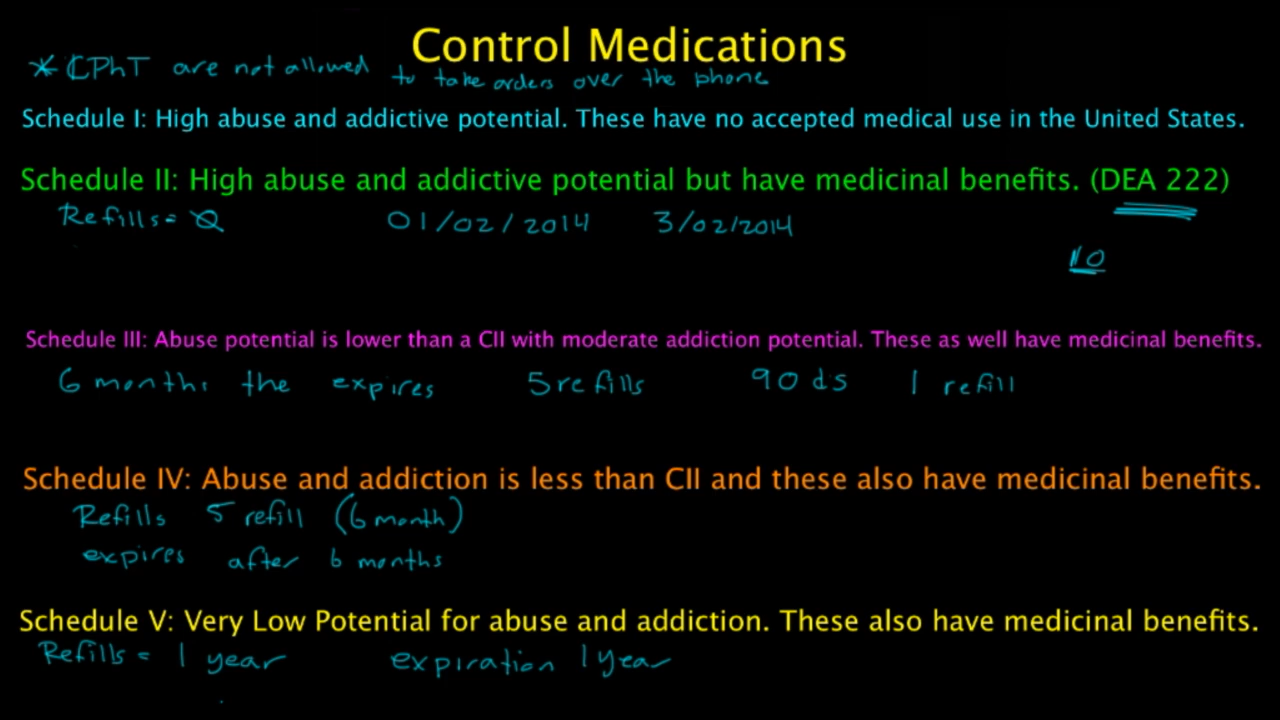 Control Medications
* CPhT are not allowed to take orders over the phone
Schedule I: High abuse and addictive potential. These have no accepted medical use in the United States.
Schedule II: High abuse and addictive potential but have medicinal benefits. (DEA 222)
Refills = 0 01/02/2014 3/02/2014
10
Schedule III: Abuse potential is lower than a CII with moderate addiction potential. These as well have medicinal benefits.
6 months the expires 5 refills 90 ds 1 refill
Schedule IV: Abuse and addiction is less than CII and these also have medicinal benefits.
Refills 5 refill (6 month)
expires after 6 months
Schedule V: Very Low Potential for abuse and addiction. These also have medicinal benefits.
Refills = 1 year expiration 1 year